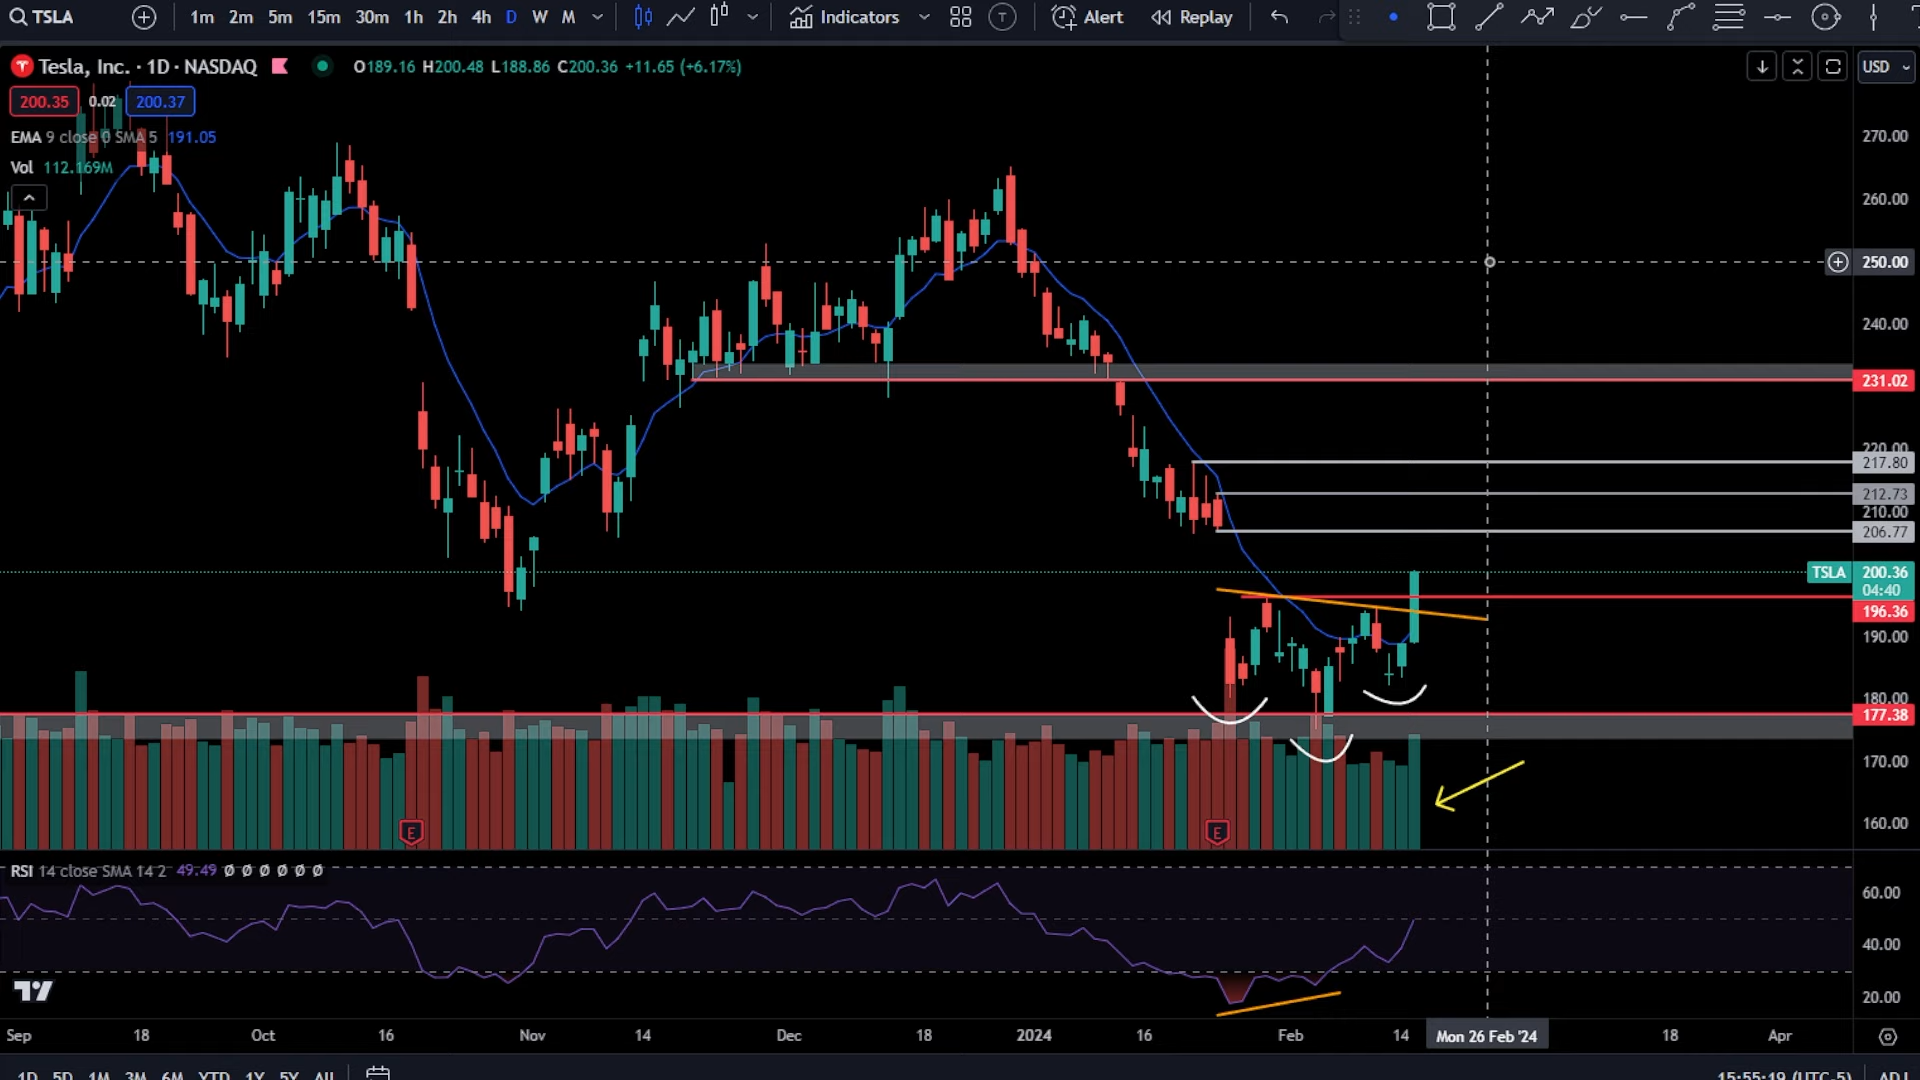 TSLA 1m 2m 5m 15m 30m 1h 2h 4h D W M Indicators Alert Replay
Tesla, Inc. · 1D · NASDAQ O189.16 H200.48 L188.86 C200.36 +11.65 (+6.17%) USD
200.35 0.02 200.37
EMA 9 close 0 SMA 5 191.05
Vol 112.169M
270.00
260.00
250.00
240.00
231.02
220.00
217.80
212.73
210.00
206.77
TSLA 200.36
04:40
196.36
190.00
180.00
177.38
170.00
160.00
E E
RSI 14 close SMA 14 2 49.49 Ø Ø Ø Ø Ø Ø
60.00
40.00
20.00
Sep 18 Oct 16 Nov 14 Dec 18 2024 16 Feb 14 Mon 26 Feb '24 18 Apr
1D 5D 1M 3M 6M YTD 1Y 5Y All 15:55:19 (UTC-5) ADJ